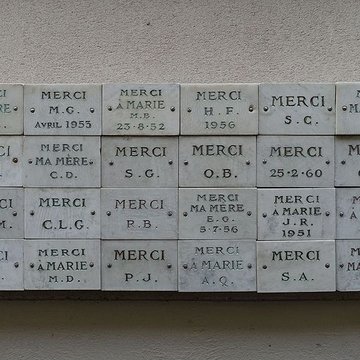 MERCI
M.G.
AVRIL 1953
MERCI
À MARIE
M.B.
23·8·52
MERCI
H.F.
1956
MERCI
S.C.
MERCI
MA MÈRE
C.D.
MERCI
S.G.
MERCI
O.B.
MERCI
25·2·60
MERCI
C.L.G.
MERCI
R.B.
MERCI
MA MÈRE
E.G.
5·7·56
MERCI
À MARIE
J.R.
1951
MERCI
À MARIE
M.D.
MERCI
P.J.
MERCI
À MARIE
A.Q.
MERCI
S.A.